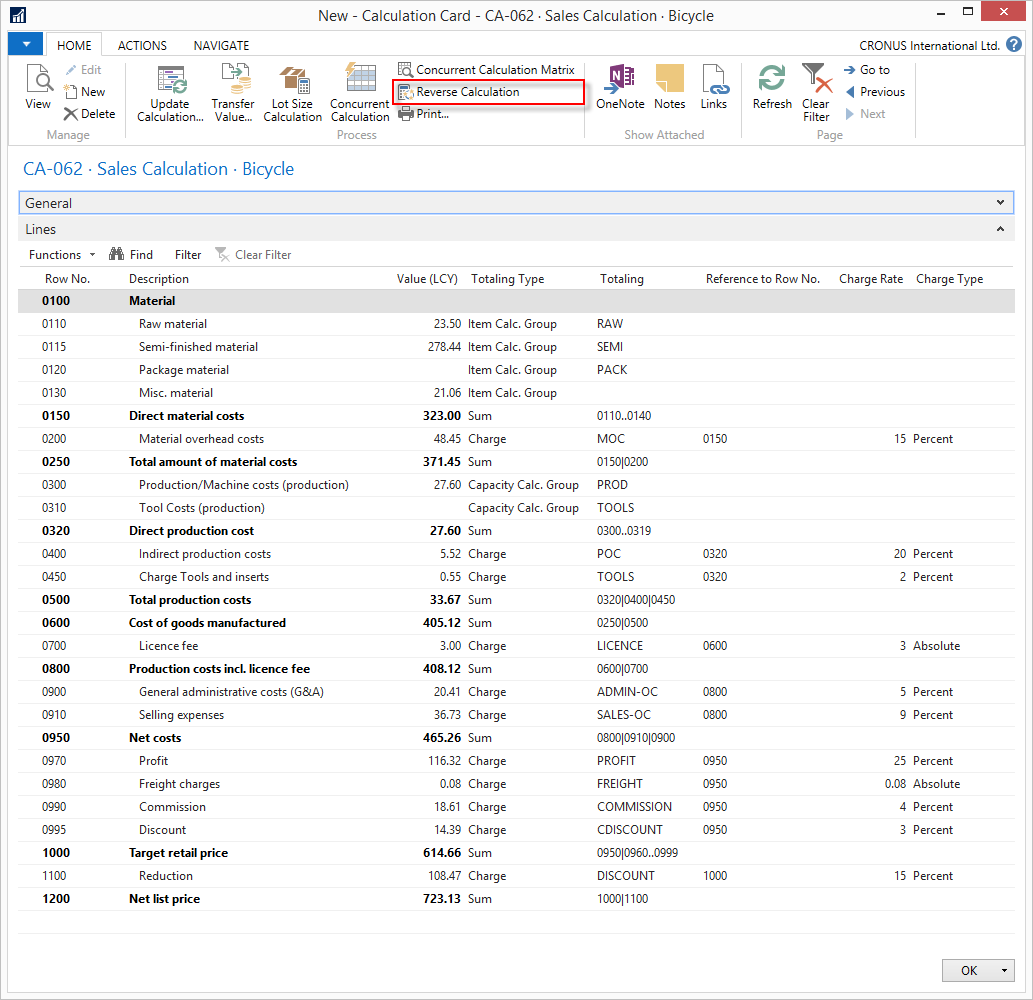 New - Calculation Card - CA-062 · Sales Calculation · Bicycle
HOME ACTIONS NAVIGATE CRONUS International Ltd. ?
View
Edit
New
Delete
Manage
Update Calculation...
Transfer Value...
Lot Size Calculation
Concurrent Calculation
Concurrent Calculation Matrix
Reverse Calculation
Print...
Process
OneNote
Notes
Links
Show Attached
Refresh
Clear Filter
Go to
Previous
Next
Page
CA-062 · Sales Calculation · Bicycle
General
Lines
Functions Find Filter Clear Filter
Row No. Description Value (LCY) Totaling Type Totaling Reference to Row No. Charge Rate Charge Type
0100 Material
0110 Raw material 23.50 Item Calc. Group RAW
0115 Semi-finished material 278.44 Item Calc. Group SEMI
0120 Package material Item Calc. Group PACK
0130 Misc. material 21.06 Item Calc. Group
0150 Direct material costs 323.00 Sum 0110..0140
0200 Material overhead costs 48.45 Charge MOC 0150 15 Percent
0250 Total amount of material costs 371.45 Sum 0150|0200
0300 Production/Machine costs (production) 27.60 Capacity Calc. Group PROD
0310 Tool Costs (production) Capacity Calc. Group TOOLS
0320 Direct production cost 27.60 Sum 0300..0319
0400 Indirect production costs 5.52 Charge POC 0320 20 Percent
0450 Charge Tools and inserts 0.55 Charge TOOLS 0320 2 Percent
0500 Total production costs 33.67 Sum 0320|0400|0450
0600 Cost of goods manufactured 405.12 Sum 0250|0500
0700 Licence fee 3.00 Charge LICENCE 0600 3 Absolute
0800 Production costs incl. licence fee 408.12 Sum 0600|0700
0900 General administrative costs (G&A) 20.41 Charge ADMIN-OC 0800 5 Percent
0910 Selling expenses 36.73 Charge SALES-OC 0800 9 Percent
0950 Net costs 465.26 Sum 0800|0910|0900
0970 Profit 116.32 Charge PROFIT 0950 25 Percent
0980 Freight charges 0.08 Charge FREIGHT 0950 0.08 Absolute
0990 Commission 18.61 Charge COMMISSION 0950 4 Percent
0995 Discount 14.39 Charge CDISCOUNT 0950 3 Percent
1000 Target retail price 614.66 Sum 0950|0960..0999
1100 Reduction 108.47 Charge DISCOUNT 1000 15 Percent
1200 Net list price 723.13 Sum 1000|1100
OK